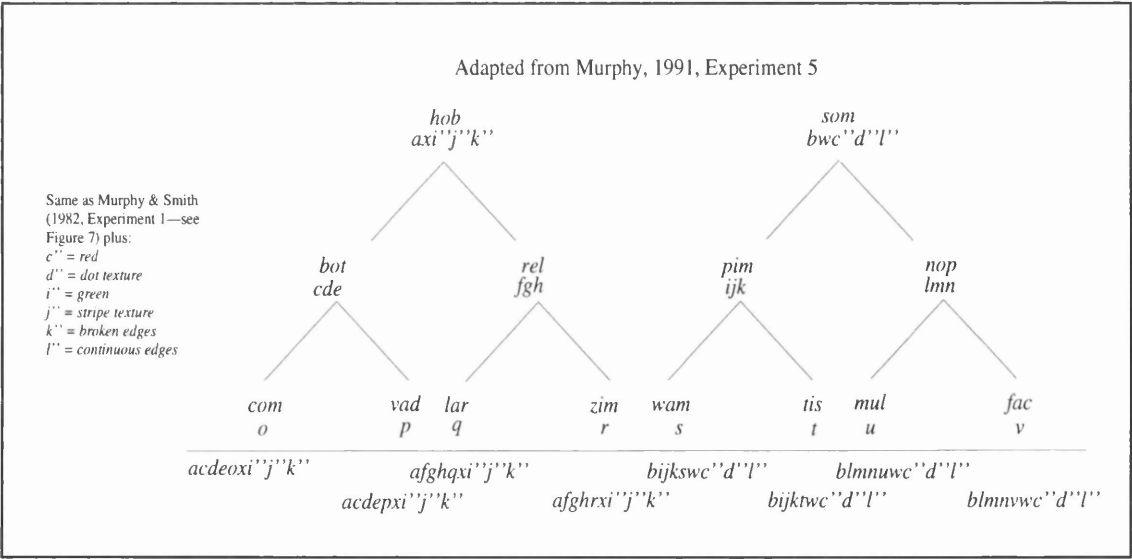 Adapted from Murphy, 1991, Experiment 5
hob
axi''j''k''
som
bwc''d''l''
Same as Murphy & Smith
(1982, Experiment 1—see
Figure 7) plus:
c'' = red
d'' = dot texture
i'' = green
j'' = stripe texture
k'' = broken edges
l'' = continuous edges
bot
cde
rel
fgh
pim
ijk
nop
lmn
com
o
vad
p
lar
q
zim
r
wam
s
tis
t
mul
u
fac
v
acdeoxi''j''k''
acdepxi''j''k''
afghqxi''j''k''
afghrxi''j''k''
bijkswc''d''l''
bijktwc''d''l''
blmnuwc''d''l''
blmnvwc''d''l''